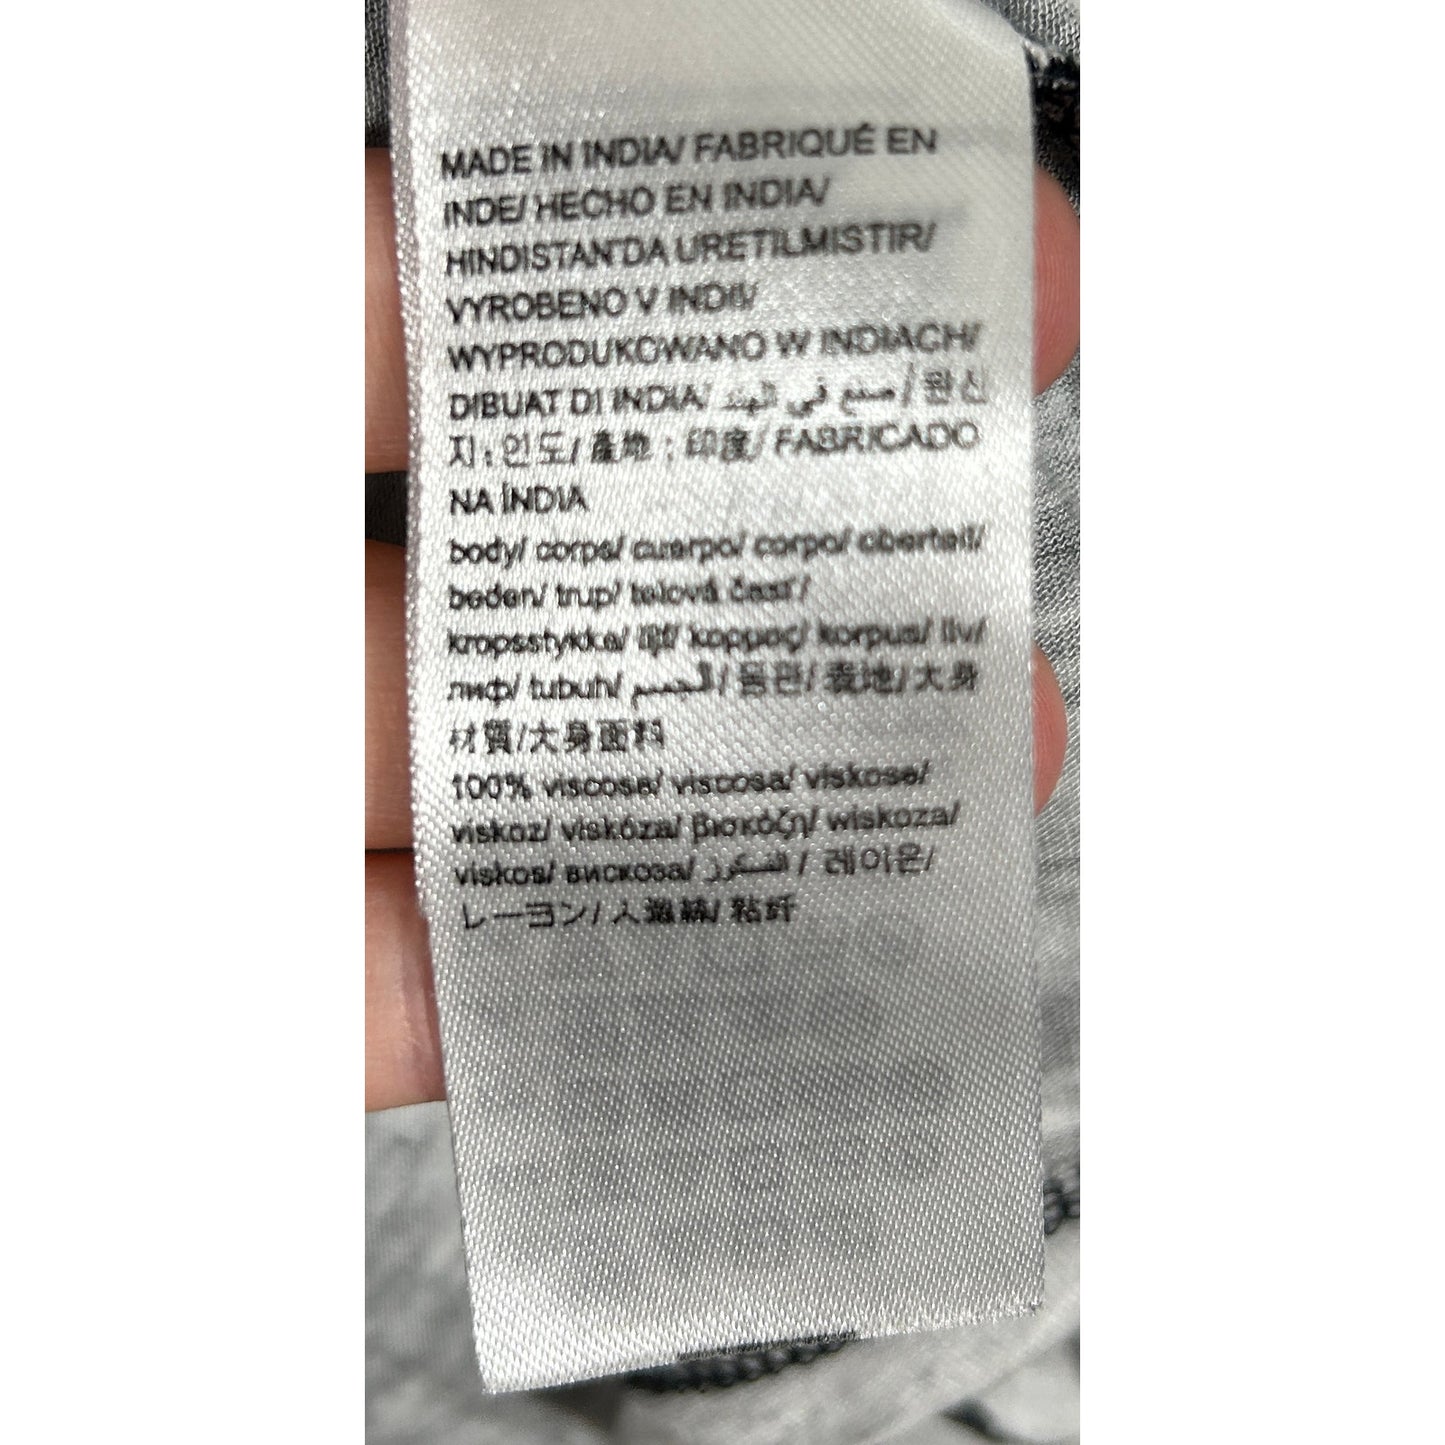 MADE IN INDIA/ FABRIQUÉ EN
INDE/ HECHO EN INDIA/
HINDISTAN'DA URETILMISTIR/
VYROBENO V INDII/
WYPRODUKOWANO W INDIACH/
DIBUAT DI INDIA/ صنع في الهند / 원산
지 : 인도/ 產地 : 印度/ FABRICADO
NA ÍNDIA
body/ corps/ cuerpo/ corpo/ oberteil/
beden/ trup/ telová časť/
kropsstykke/ korpus/ liv/
лиф/ tubuh/ الجسم / 몸판/ 表地/ 大身
材質/大身面料
100% viscose/ viscosa/ viskose/
viskoz/ viskóza/ βισκόζη/ wiskoza/
viskos/ вискоза/ الفسكوز / 레이온/
レーヨン/ 人造絲/ 粘纤